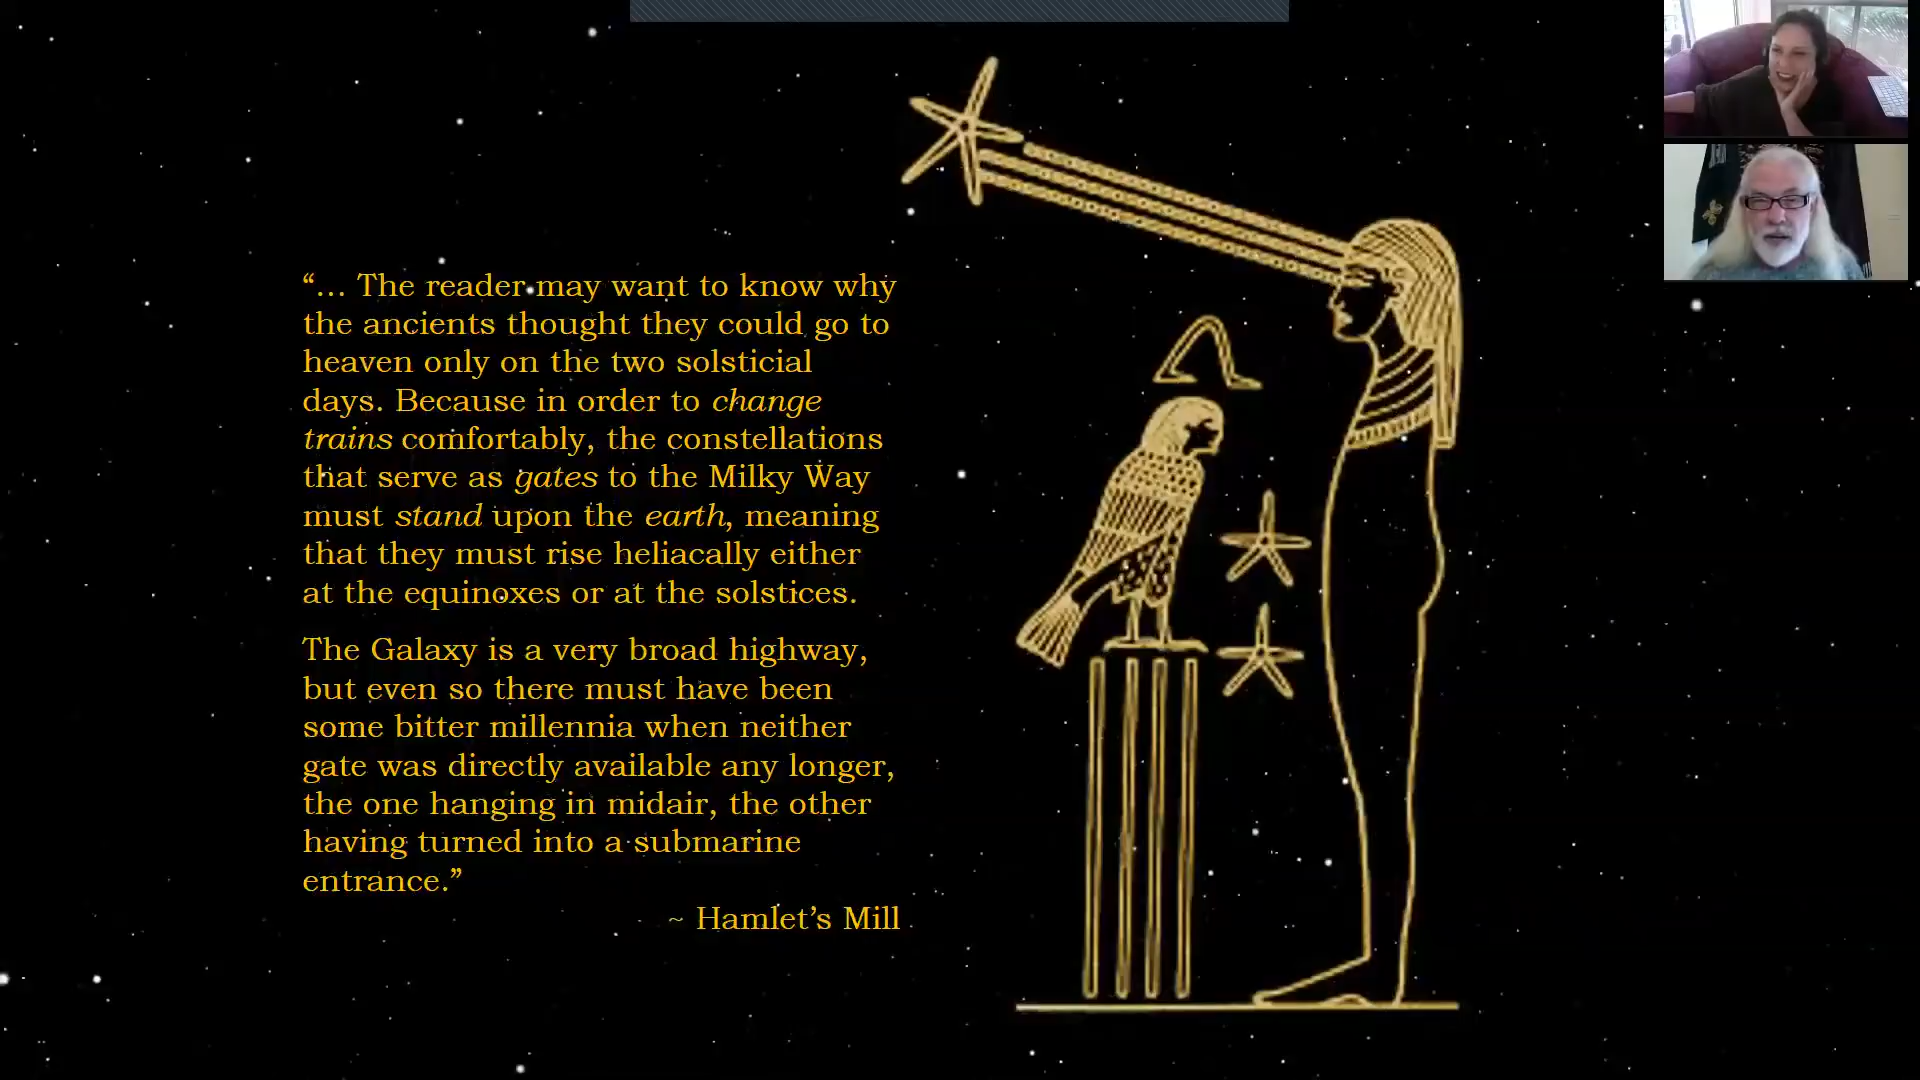 “... The reader may want to know why
the ancients thought they could go to
heaven only on the two solsticial
days. Because in order to change
trains comfortably, the constellations
that serve as gates to the Milky Way
must stand upon the earth, meaning
that they must rise heliacally either
at the equinoxes or at the solstices.
The Galaxy is a very broad highway,
but even so there must have been
some bitter millennia when neither
gate was directly available any longer,
the one hanging in midair, the other
having turned into a submarine
entrance.”
~ Hamlet’s Mill